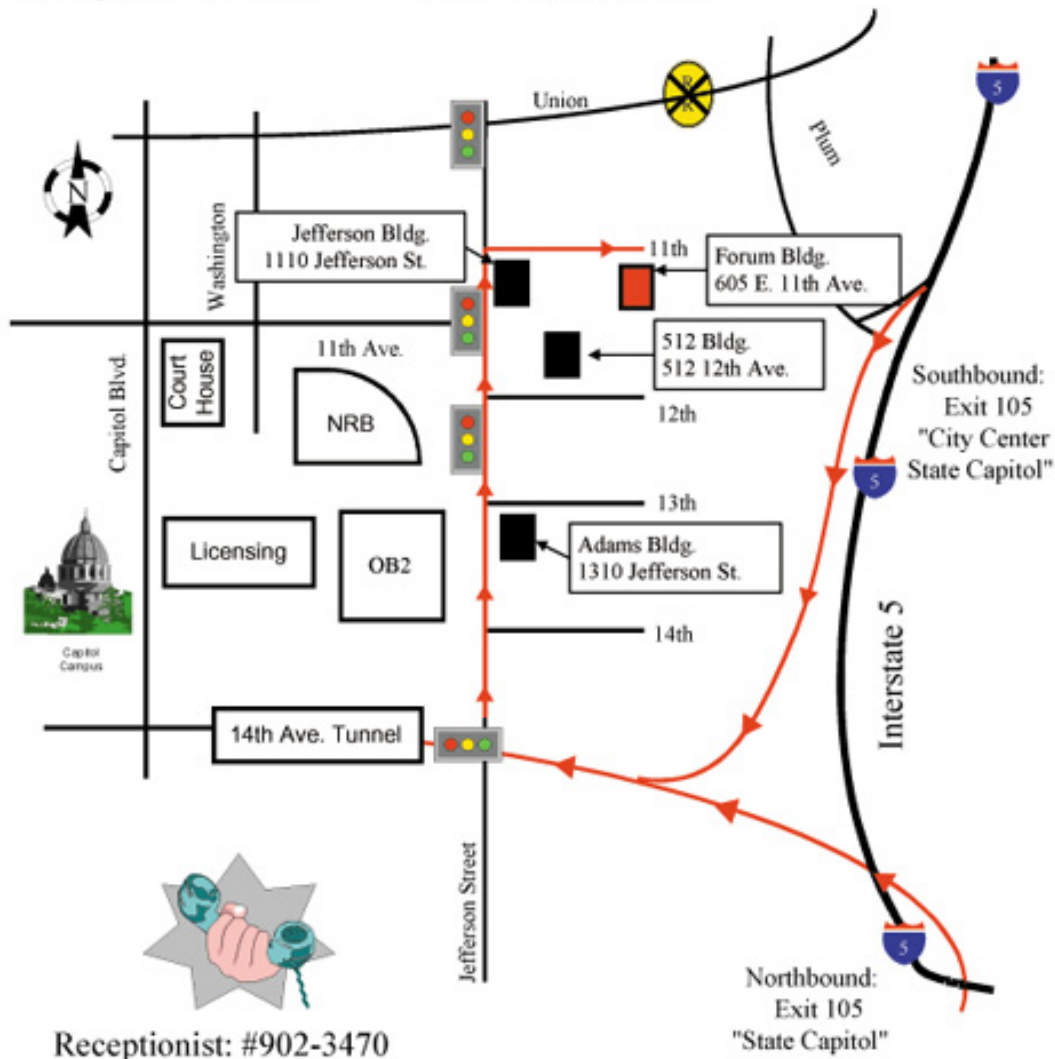 Union
R
R
5
Plum
N
Washington
Jefferson Bldg.
1110 Jefferson St.
11th
Forum Bldg.
605 E. 11th Ave.
11th Ave.
512 Bldg.
512 12th Ave.
Court
House
Capitol Blvd.
NRB
12th
Southbound:
Exit 105
"City Center
State Capitol"
5
13th
Licensing
OB2
Adams Bldg.
1310 Jefferson St.
14th
Capitol
Campus
Interstate 5
14th Ave. Tunnel
Jefferson Street
5
Northbound:
Exit 105
"State Capitol"
Receptionist: #902-3470